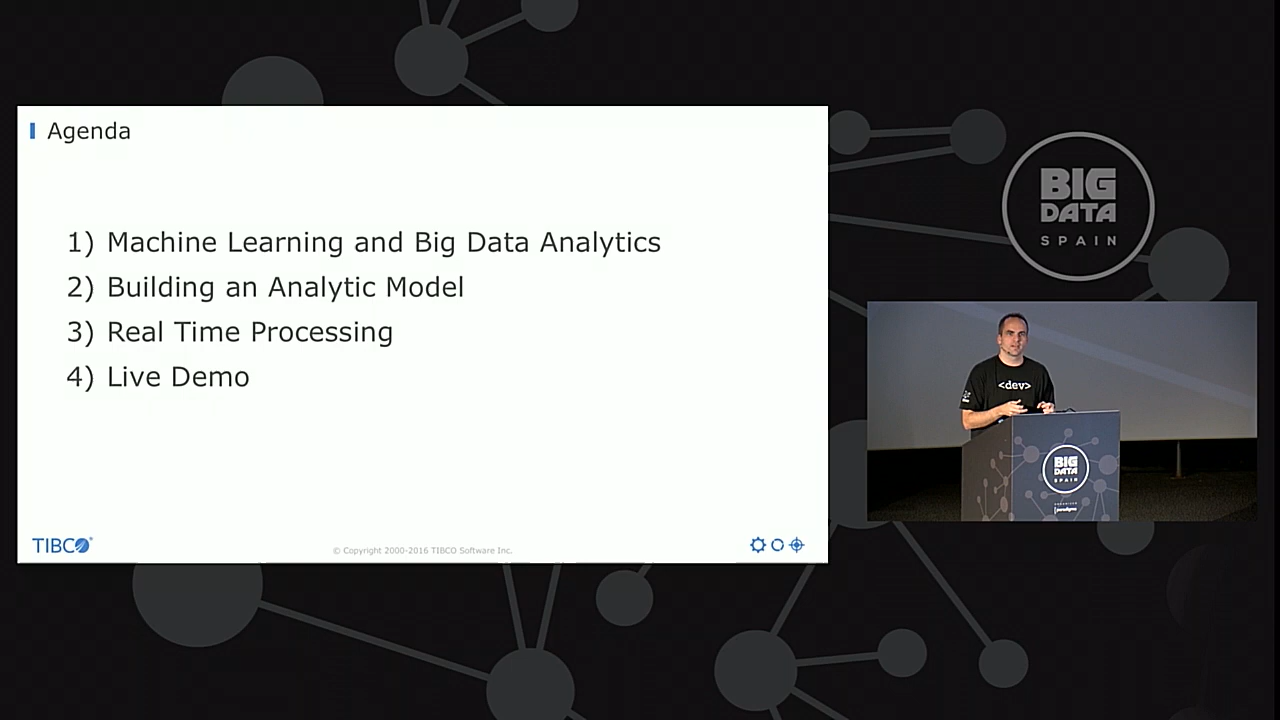 Agenda
1) Machine Learning and Big Data Analytics
2) Building an Analytic Model
3) Real Time Processing
4) Live Demo
TIBCO
© Copyright 2000-2016 TIBCO Software Inc.
BIG
DATA
SPAIN
<dev>
BIG
DATA
SPAIN
paradigma